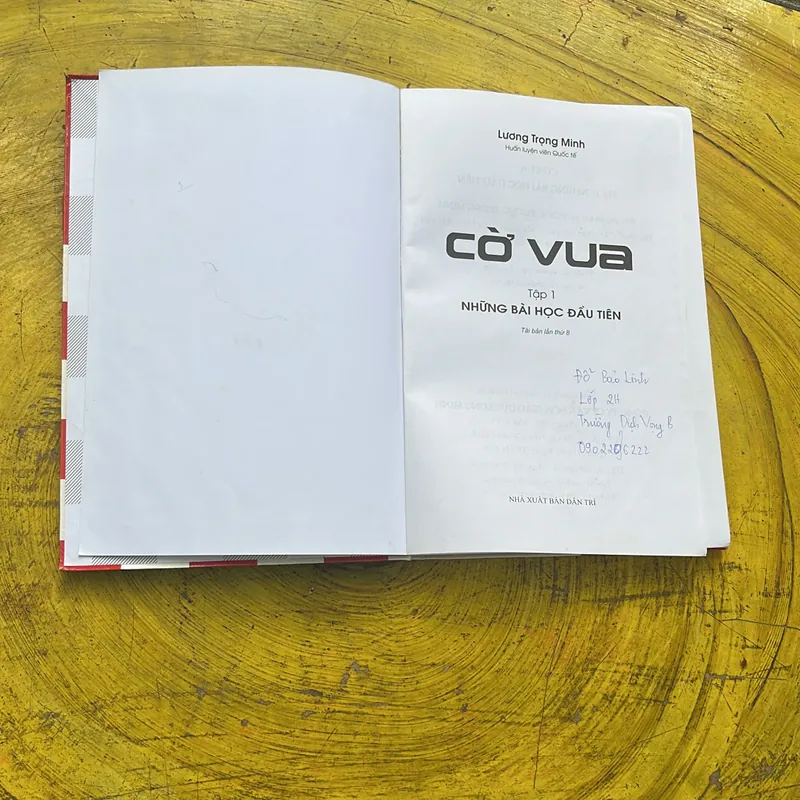 Lương Trọng Minh
Huấn luyện viên Quốc tế
CỜ VUA
Tập 1
NHỮNG BÀI HỌC ĐẦU TIÊN
Tái bản lần thứ 8
Đỗ Bảo Linh
Lớp 2H
Trường Dịch Vọng B
0902296222
NHÀ XUẤT BẢN DÂN TRÍ